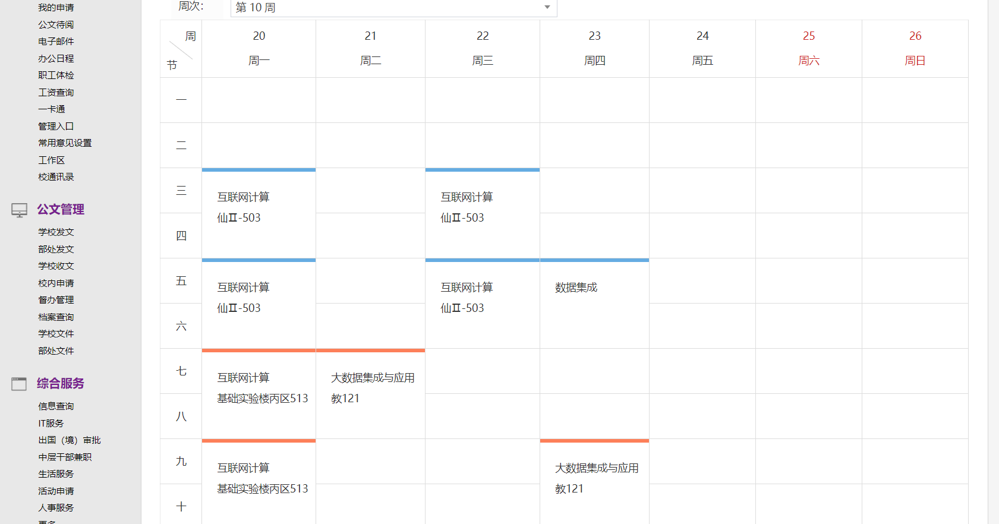 我的申请
公文待阅
电子邮件
办公日程
职工体检
工资查询
一卡通
管理入口
常用意见设置
工作区
校通讯录
公文管理
学校发文
部处发文
学校收文
校内申请
督办管理
档案查询
学校文件
部处文件
综合服务
信息查询
IT服务
出国（境）审批
中层干部兼职
生活服务
活动申请
人事服务
周次：
第 10 周
周 20 21 22 23 24 25 26
节 周一 周二 周三 周四 周五 周六 周日
一
二
三
互联网计算 互联网计算
仙Ⅱ-503 仙Ⅱ-503
四
五
互联网计算 互联网计算 数据集成
仙Ⅱ-503 仙Ⅱ-503
六
七
互联网计算 大数据集成与应用
基础实验楼丙区513 教121
八
九
互联网计算 大数据集成与应用
基础实验楼丙区513 教121
十